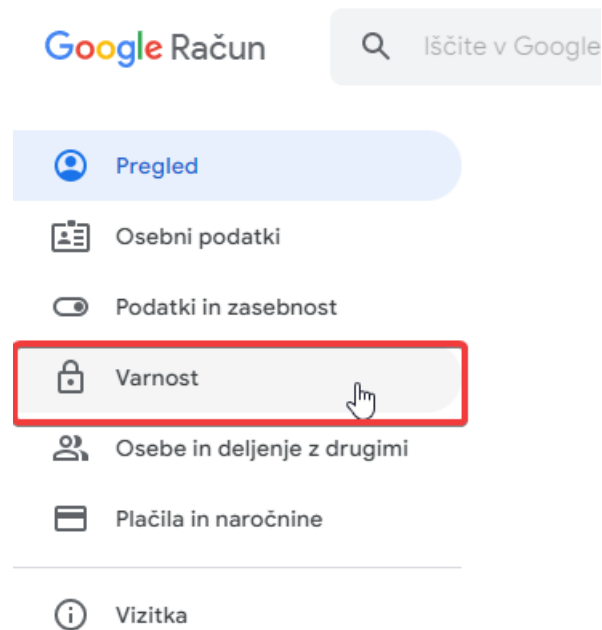 Google Račun
Iščite v Google
Pregled
Osebni podatki
Podatki in zasebnost
Varnost
Osebe in deljenje z drugimi
Plačila in naročnine
Vizitka